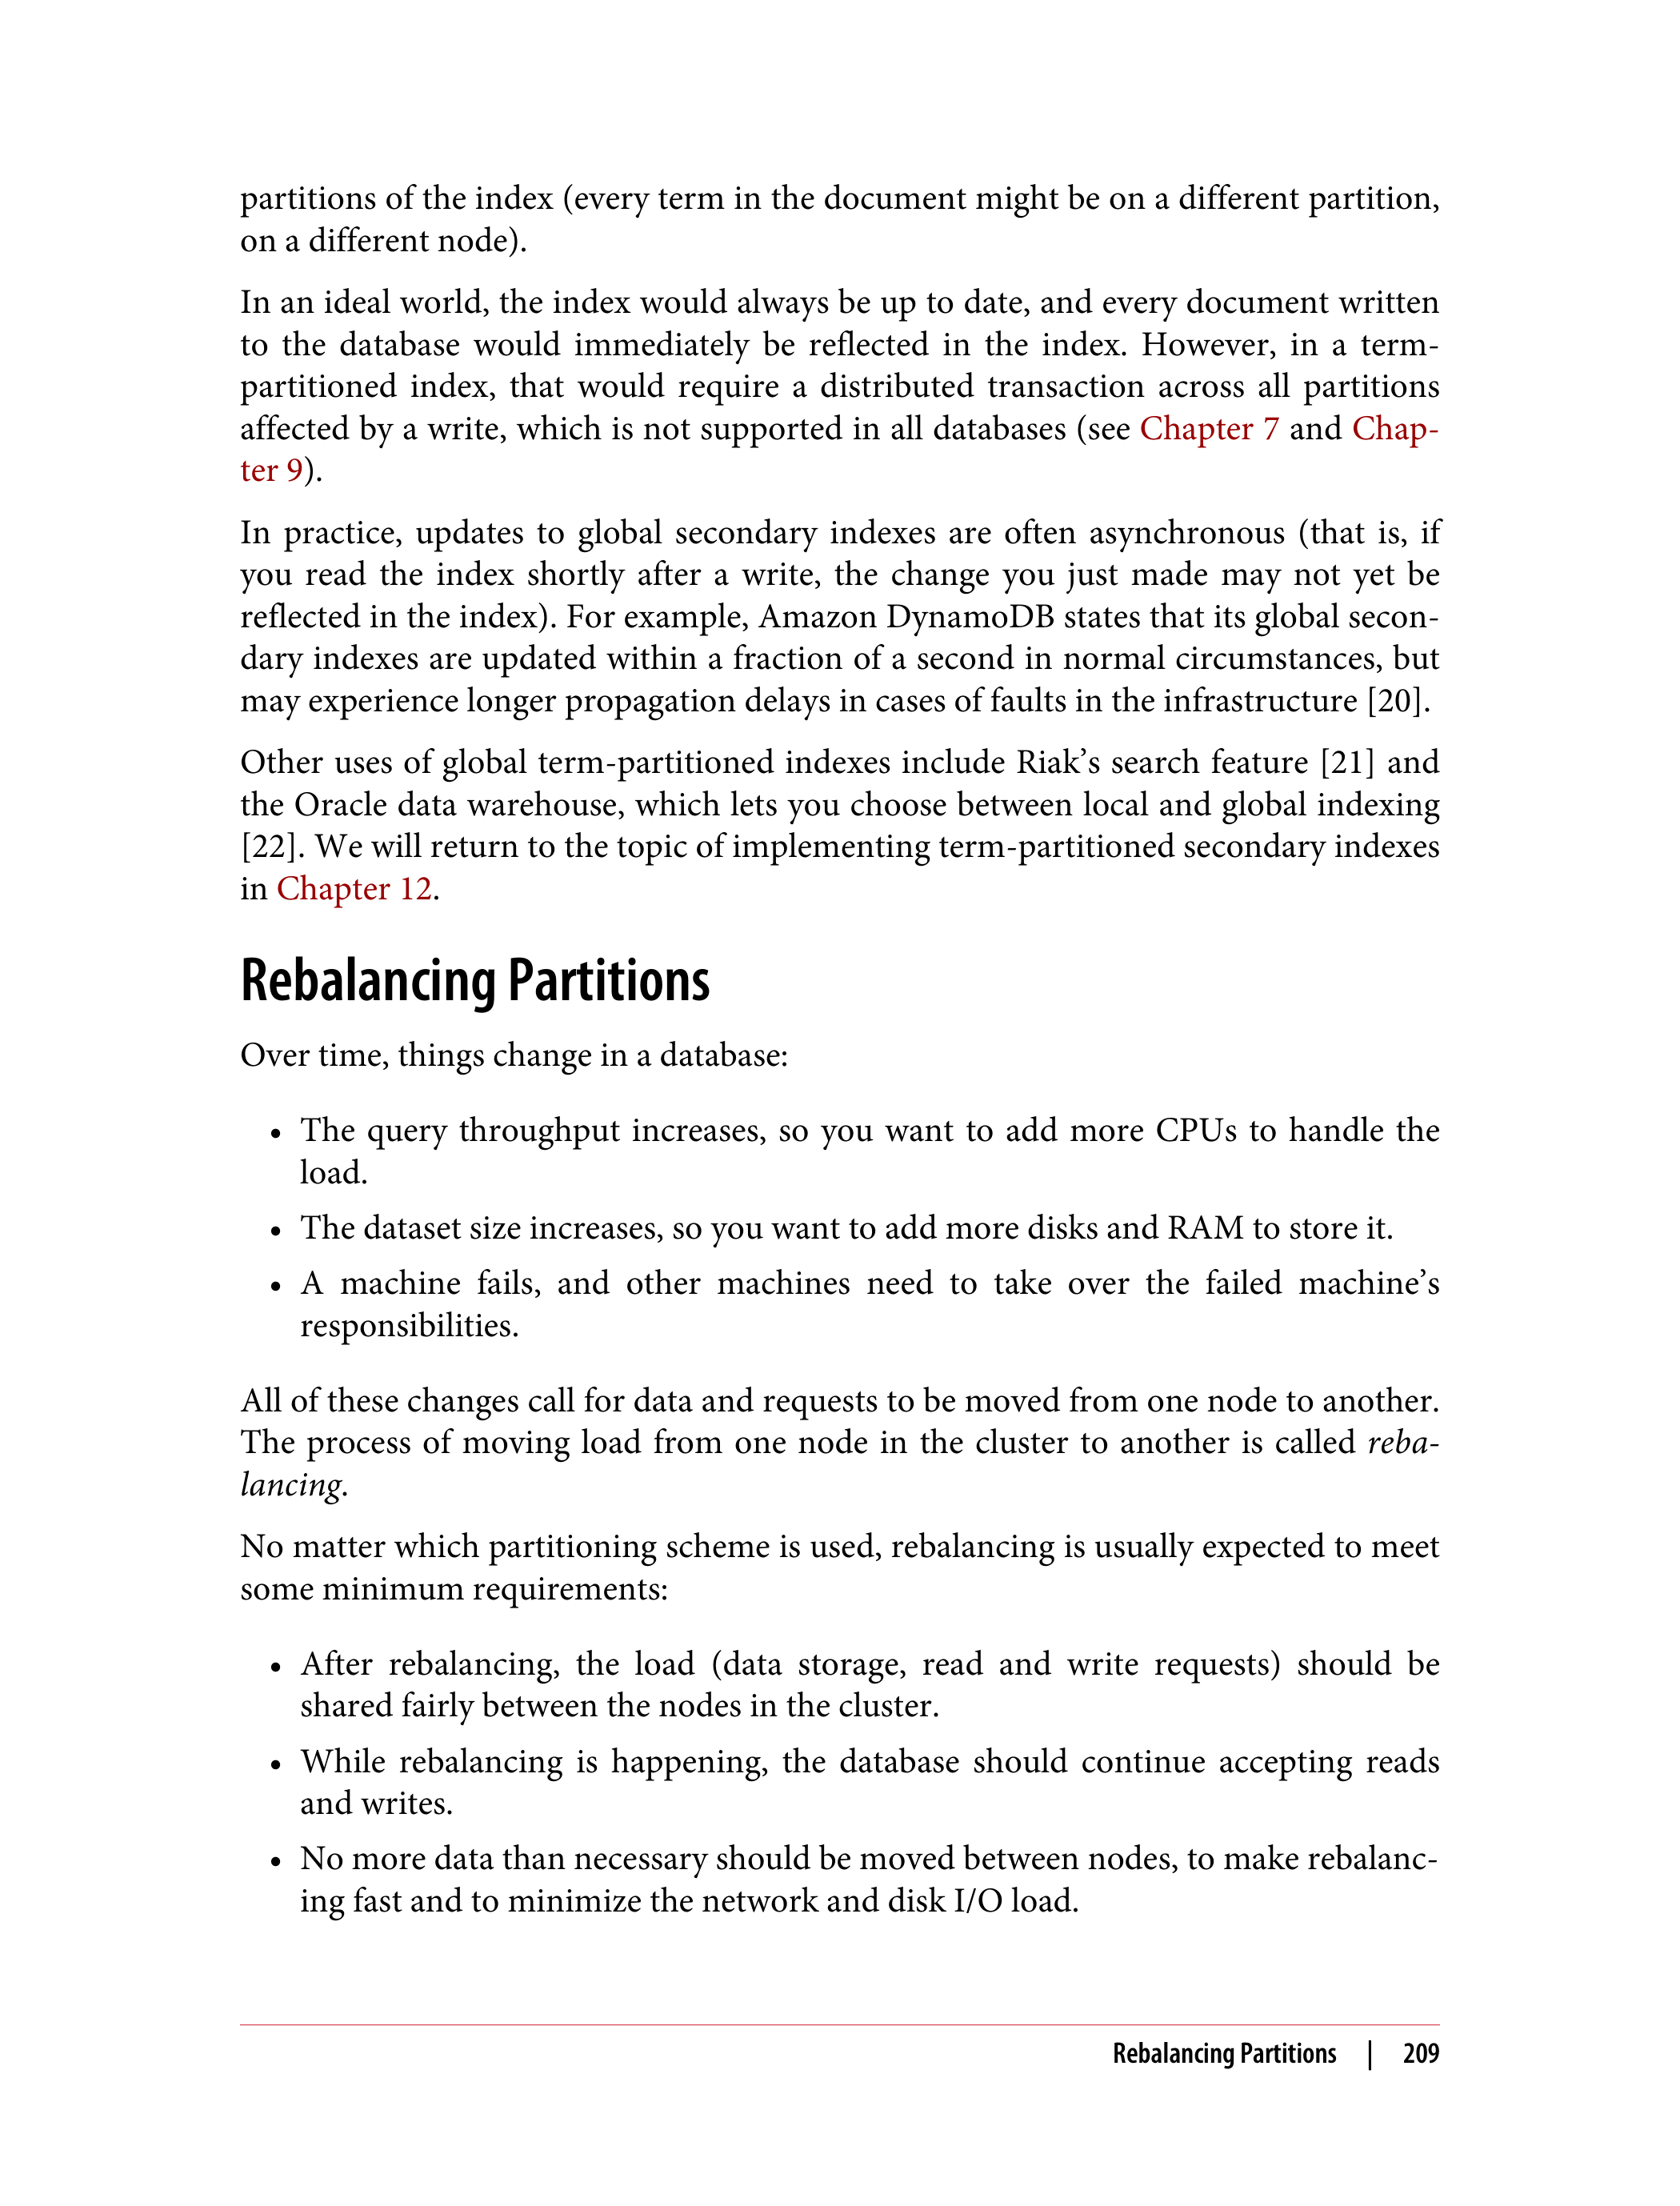 partitions of the index (every term in the document might be on a different partition,
on a different node).
In an ideal world, the index would always be up to date, and every document written
to the database would immediately be reflected in the index. However, in a term-
partitioned index, that would require a distributed transaction across all partitions
affected by a write, which is not supported in all databases (see Chapter 7 and Chap-
ter 9).
In practice, updates to global secondary indexes are often asynchronous (that is, if
you read the index shortly after a write, the change you just made may not yet be
reflected in the index). For example, Amazon DynamoDB states that its global secon-
dary indexes are updated within a fraction of a second in normal circumstances, but
may experience longer propagation delays in cases of faults in the infrastructure [20].
Other uses of global term-partitioned indexes include Riak’s search feature [21] and
the Oracle data warehouse, which lets you choose between local and global indexing
[22]. We will return to the topic of implementing term-partitioned secondary indexes
in Chapter 12.
Rebalancing Partitions
Over time, things change in a database:
• The query throughput increases, so you want to add more CPUs to handle the
load.
• The dataset size increases, so you want to add more disks and RAM to store it.
• A machine fails, and other machines need to take over the failed machine’s
responsibilities.
All of these changes call for data and requests to be moved from one node to another.
The process of moving load from one node in the cluster to another is called reba-
lancing.
No matter which partitioning scheme is used, rebalancing is usually expected to meet
some minimum requirements:
• After rebalancing, the load (data storage, read and write requests) should be
shared fairly between the nodes in the cluster.
• While rebalancing is happening, the database should continue accepting reads
and writes.
• No more data than necessary should be moved between nodes, to make rebalanc-
ing fast and to minimize the network and disk I/O load.
Rebalancing Partitions | 209